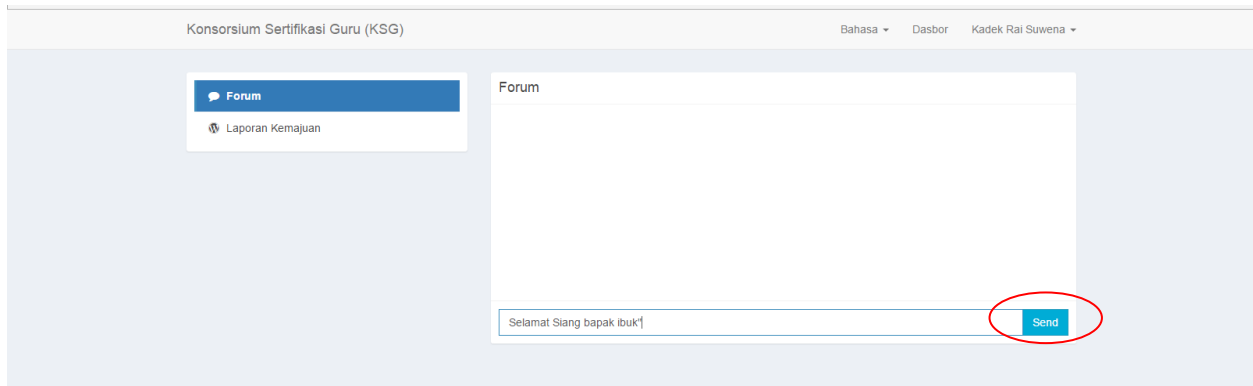 Konsorsium Sertifikasi Guru (KSG)
Bahasa Dasbor Kadek Rai Suwena
Forum
Laporan Kemajuan
Forum
Selamat Siang bapak ibuk"
Send